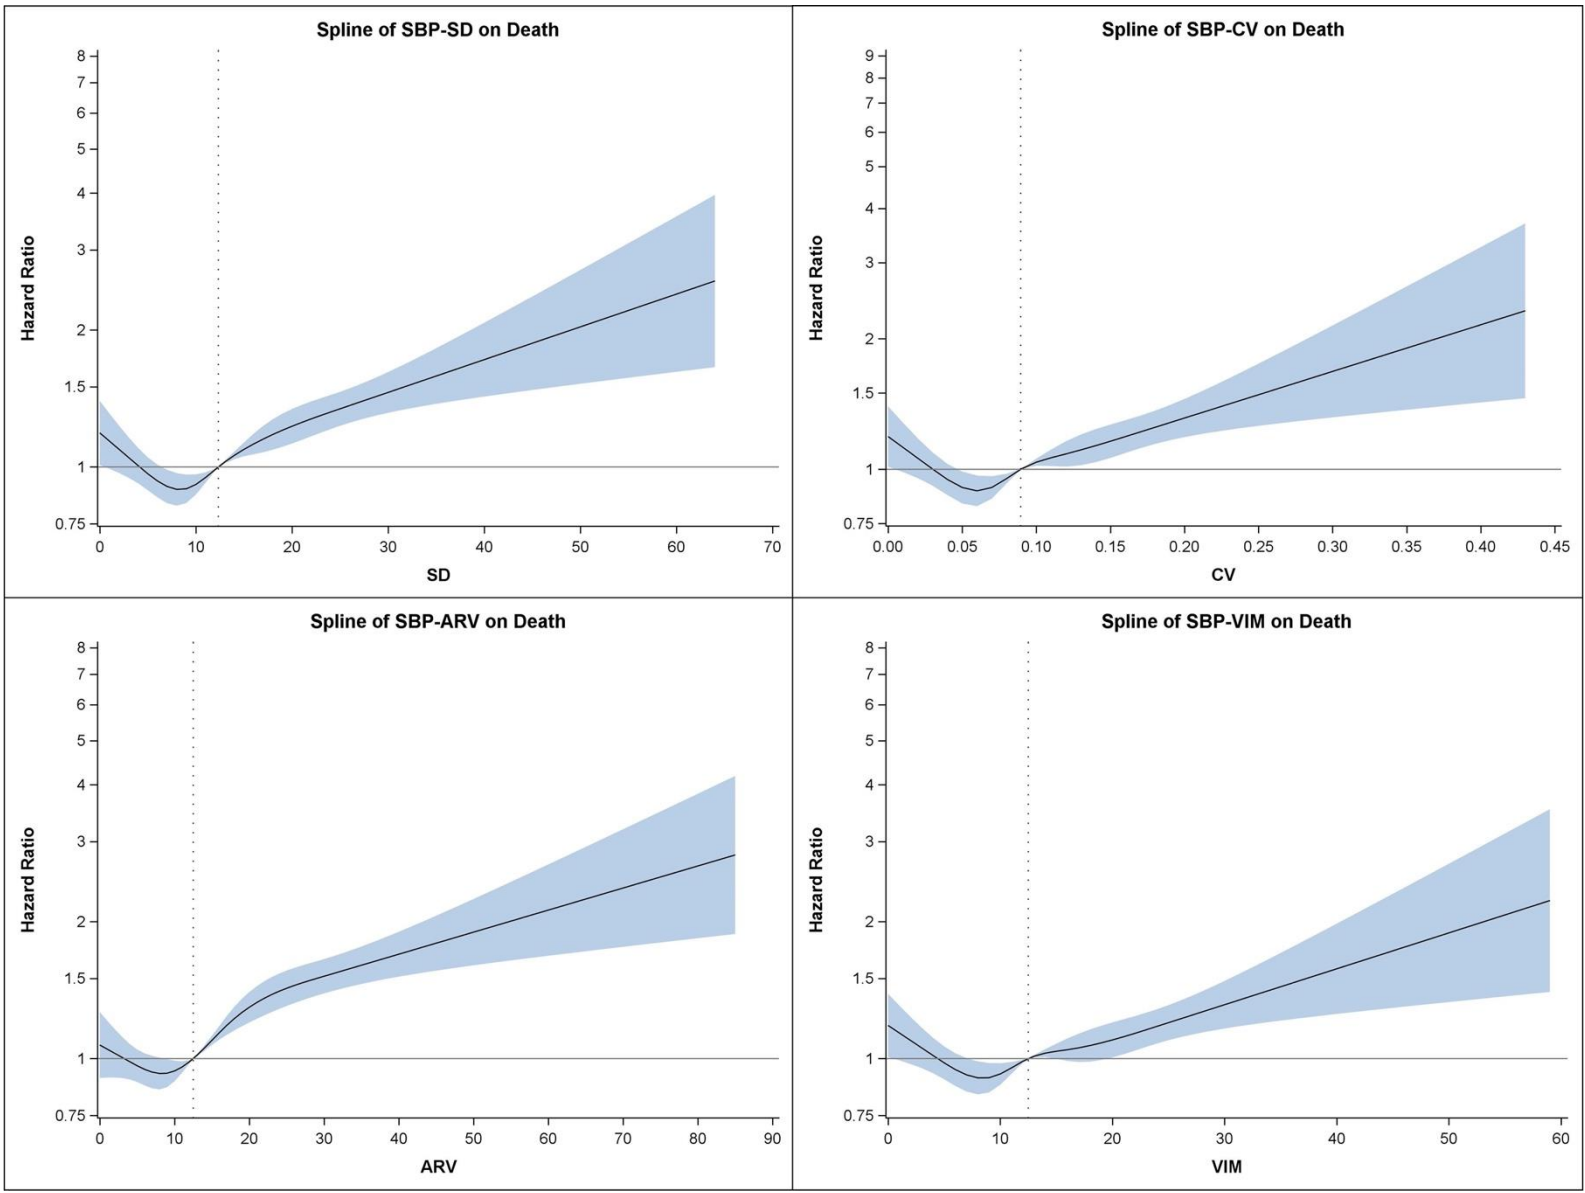 Spline of SBP-SD on Death
Hazard Ratio
8
7
6
5
4
3
2
1.5
1
0.75
0 10 20 30 40 50 60 70
SD
Spline of SBP-CV on Death
Hazard Ratio
9
8
7
6
5
4
3
2
1.5
1
0.75
0.00 0.05 0.10 0.15 0.20 0.25 0.30 0.35 0.40 0.45
CV
Spline of SBP-ARV on Death
Hazard Ratio
8
7
6
5
4
3
2
1.5
1
0.75
0 10 20 30 40 50 60 70 80 90
ARV
Spline of SBP-VIM on Death
Hazard Ratio
8
7
6
5
4
3
2
1.5
1
0.75
0 10 20 30 40 50 60
VIM